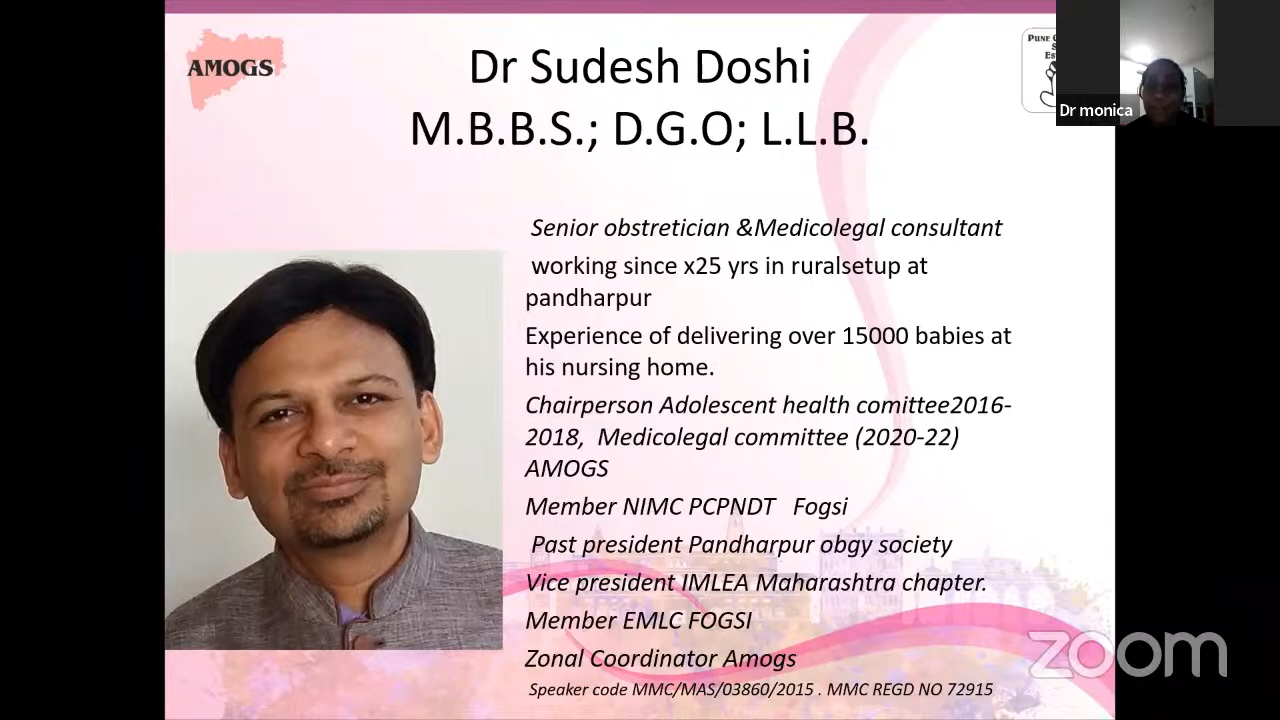 AMOGS
Dr Sudesh Doshi
M.B.B.S.; D.G.O; L.L.B.
Dr monica
Senior obstretician &Medicolegal consultant
working since x25 yrs in ruralsetup at
pandharpur
Experience of delivering over 15000 babies at
his nursing home.
Chairperson Adolescent health comittee2016-
2018, Medicolegal committee (2020-22)
AMOGS
Member NIMC PCPNDT Fogsi
Past president Pandharpur obgy society
Vice president IMLEA Maharashtra chapter.
Member EMLC FOGSI
Zonal Coordinator Amogs
Speaker code MMC/MAS/03860/2015 . MMC REGD NO 72915
zoom